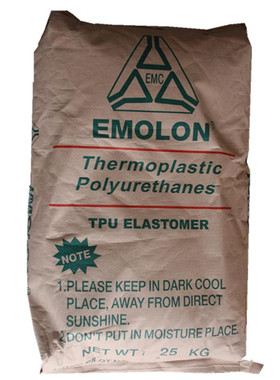 EMC
EMOLON
Thermoplastic
Polyurethanes
TPU ELASTOMER
NOTE
1.PLEASE KEEP IN DARK COOL
PLACE, AWAY FROM DIRECT
SUNSHINE.
2.DON'T PUT IN MOISTURE PLACE.
NET WT. 25 KG